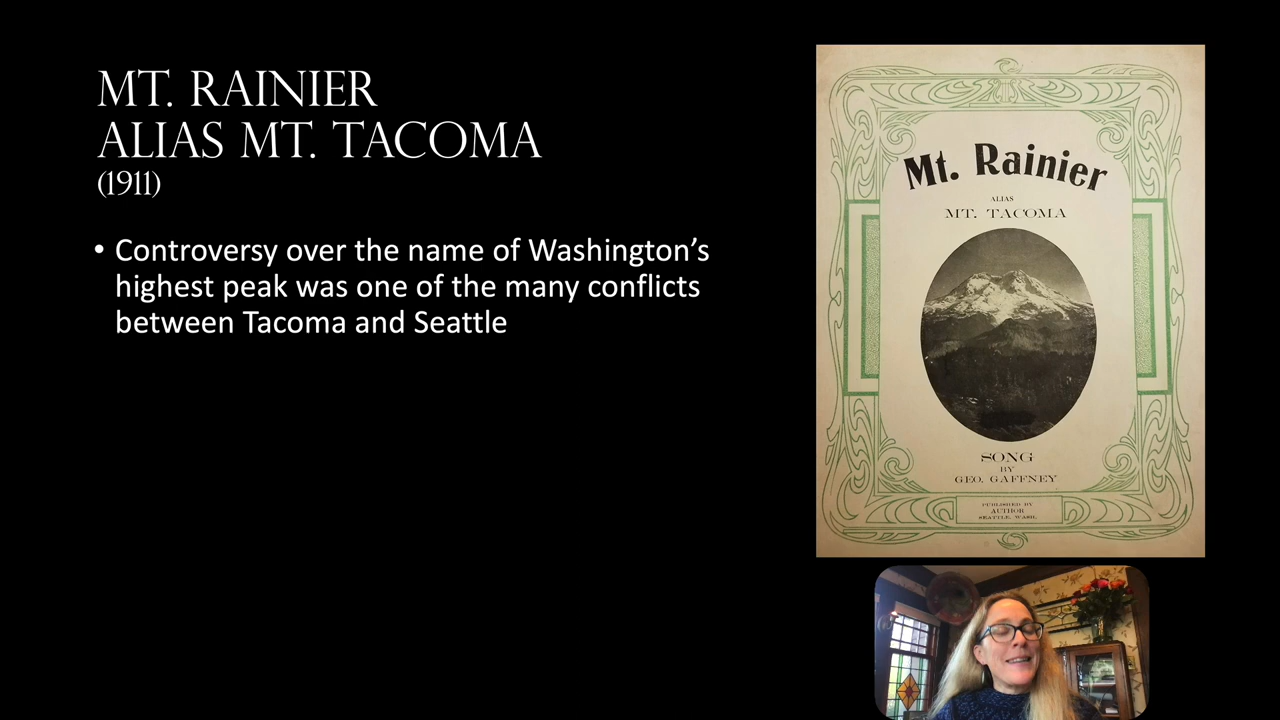 MT. RAINIER
ALIAS MT. TACOMA
(1911)
• Controversy over the name of Washington’s
highest peak was one of the many conflicts
between Tacoma and Seattle
Mt. Rainier
ALIAS
MT. TACOMA
SONG
BY
GEO. GAFFNEY
PUBLISHED BY
AUTHOR
SEATTLE, WASH.